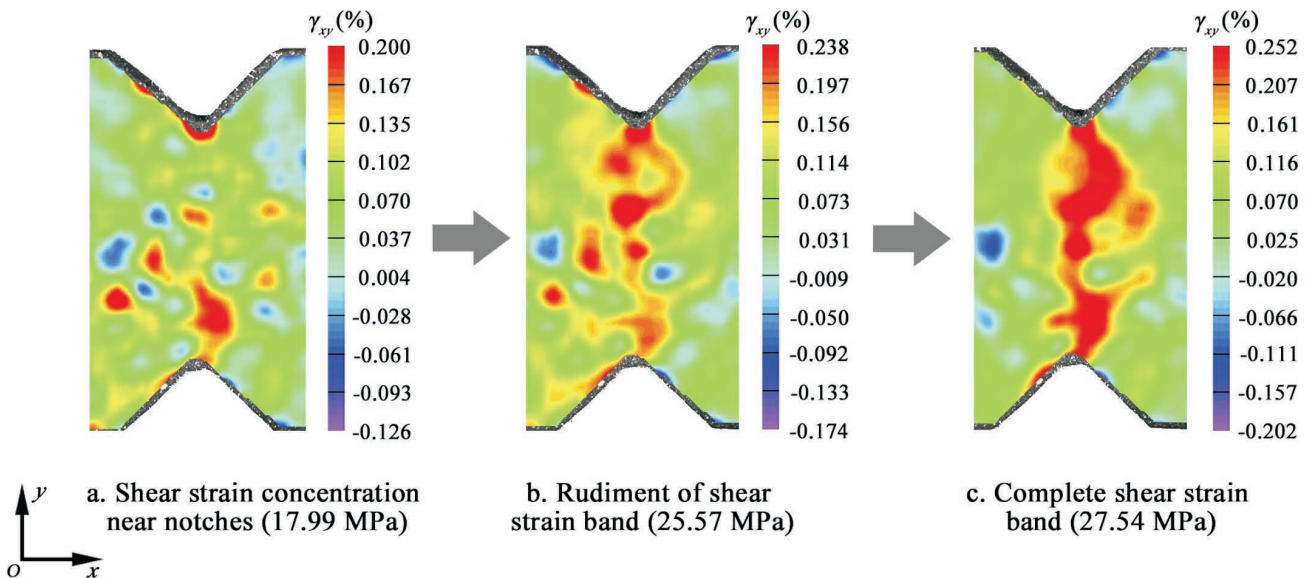 γxy(%)
0.200
0.167
0.135
0.102
0.070
0.037
0.004
-0.028
-0.061
-0.093
-0.126
γxy(%)
0.238
0.197
0.156
0.114
0.073
0.031
-0.009
-0.050
-0.092
-0.133
-0.174
γxy(%)
0.252
0.207
0.161
0.116
0.070
0.025
-0.020
-0.066
-0.111
-0.157
-0.202
a. Shear strain concentration
near notches (17.99 MPa)
b. Rudiment of shear
strain band (25.57 MPa)
c. Complete shear strain
band (27.54 MPa)
y
O
x